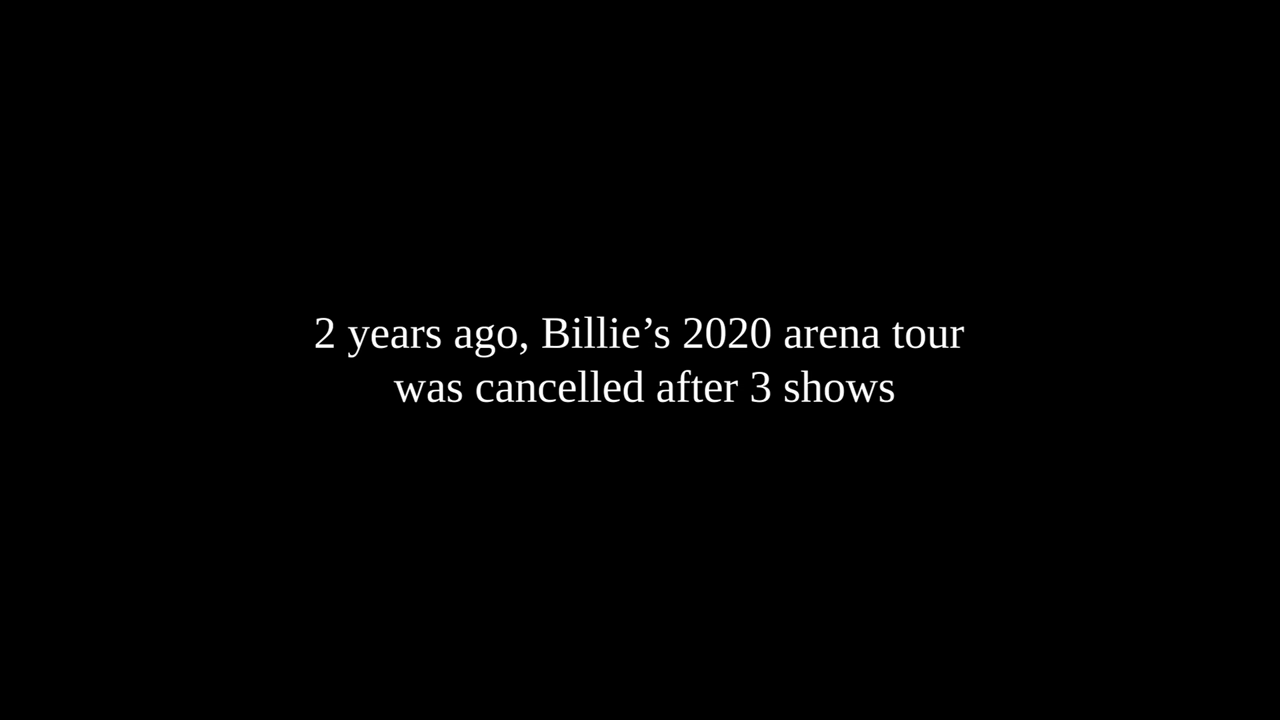 2 years ago, Billie’s 2020 arena tour
was cancelled after 3 shows